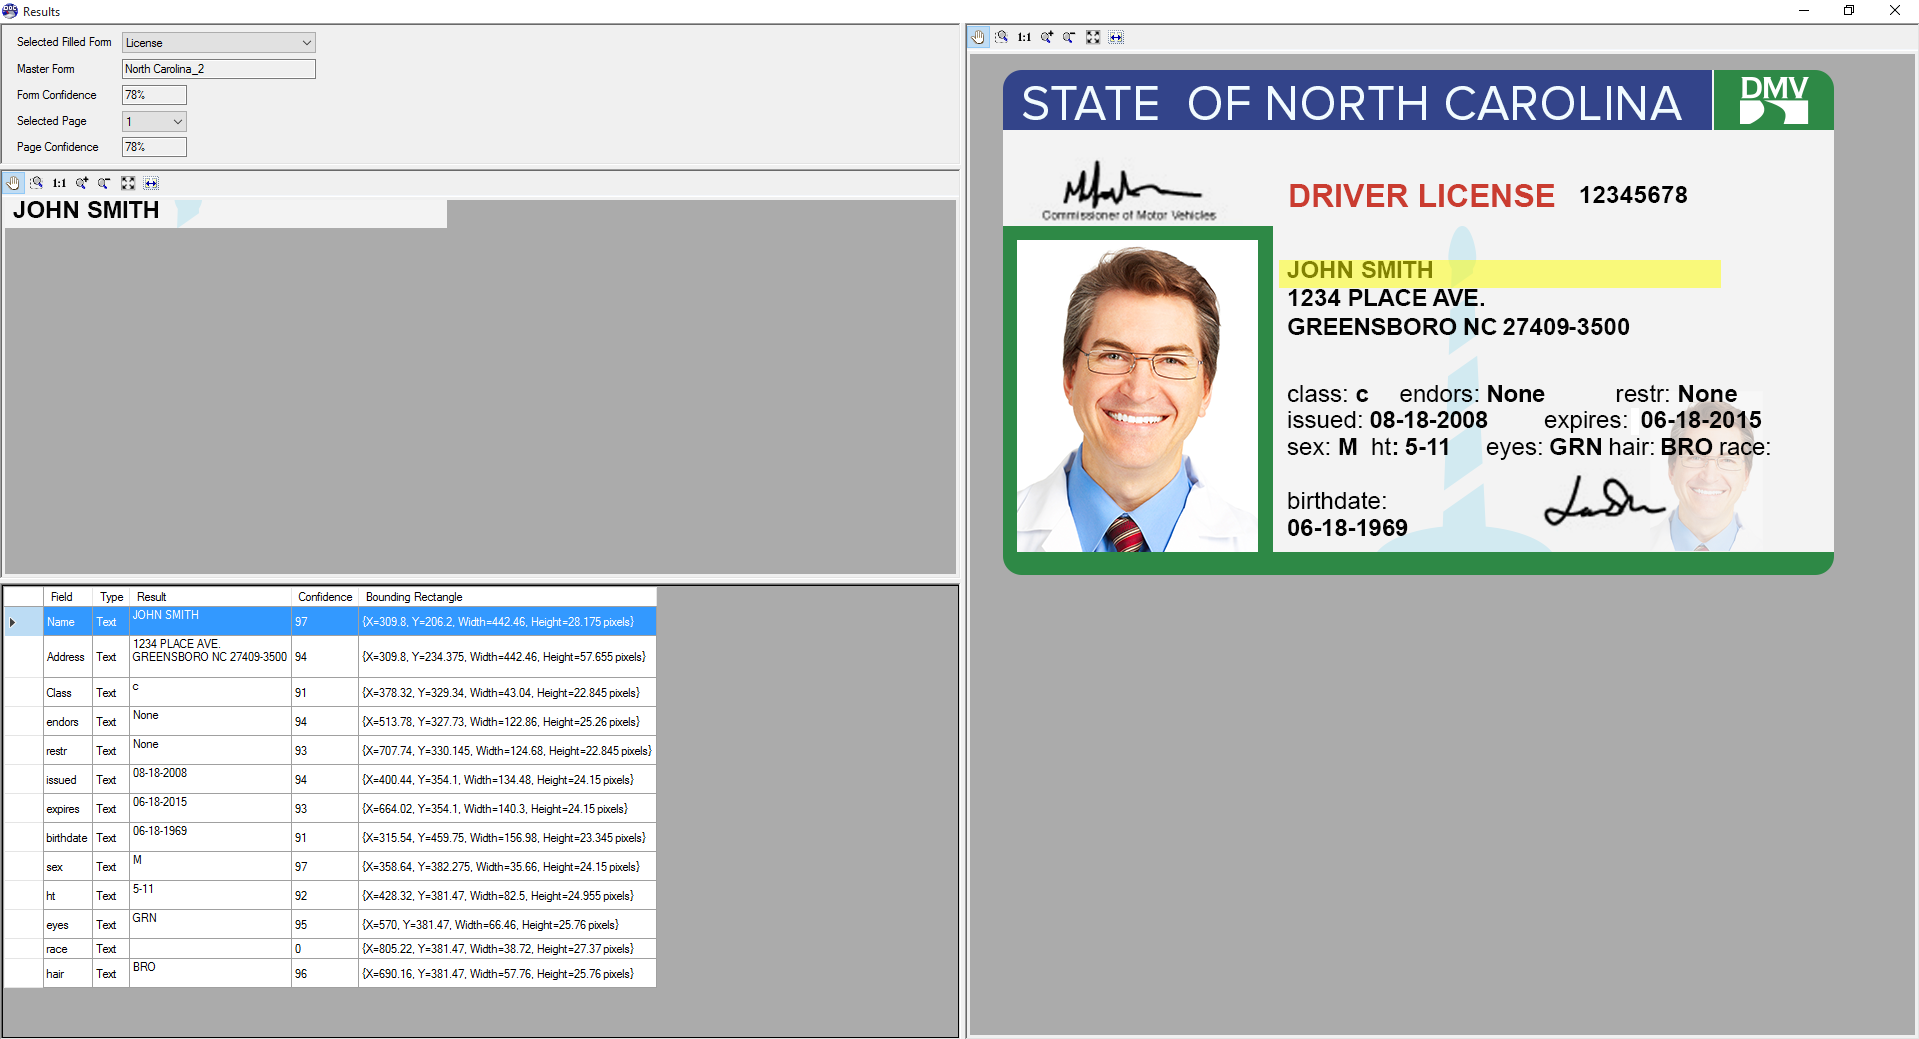 Results
Selected Filled Form License
Master Form North Carolina_2
Form Confidence 78%
Selected Page 1
Page Confidence 78%
1:1
JOHN SMITH
Field Type Result Confidence Bounding Rectangle
Name Text JOHN SMITH 97 {X=309.8, Y=206.2, Width=442.46, Height=28.175 pixels}
Address Text 1234 PLACE AVE.
GREENSBORO NC 27409-3500 94 {X=309.8, Y=234.375, Width=442.46, Height=57.655 pixels}
Class Text c 91 {X=378.32, Y=329.34, Width=43.04, Height=22.845 pixels}
endors Text None 94 {X=513.78, Y=327.73, Width=122.86, Height=25.26 pixels}
restr Text None 93 {X=707.74, Y=330.145, Width=124.68, Height=22.845 pixels}
issued Text 08-18-2008 94 {X=400.44, Y=354.1, Width=134.48, Height=24.15 pixels}
expires Text 06-18-2015 93 {X=664.02, Y=354.1, Width=140.3, Height=24.15 pixels}
birthdate Text 06-18-1969 91 {X=315.54, Y=459.75, Width=156.98, Height=23.345 pixels}
sex Text M 97 {X=358.64, Y=382.275, Width=35.66, Height=24.15 pixels}
ht Text 5-11 92 {X=428.32, Y=381.47, Width=82.5, Height=24.955 pixels}
eyes Text GRN 95 {X=570, Y=381.47, Width=66.46, Height=25.76 pixels}
race Text 0 {X=805.22, Y=381.47, Width=38.72, Height=27.37 pixels}
hair Text BRO 96 {X=690.16, Y=381.47, Width=57.76, Height=25.76 pixels}
1:1
STATE OF NORTH CAROLINA DMV
Commissioner of Motor Vehicles
DRIVER LICENSE 12345678
JOHN SMITH
1234 PLACE AVE.
GREENSBORO NC 27409-3500
class: c endors: None restr: None
issued: 08-18-2008 expires: 06-18-2015
sex: M ht: 5-11 eyes: GRN hair: BRO race:
birthdate:
06-18-1969